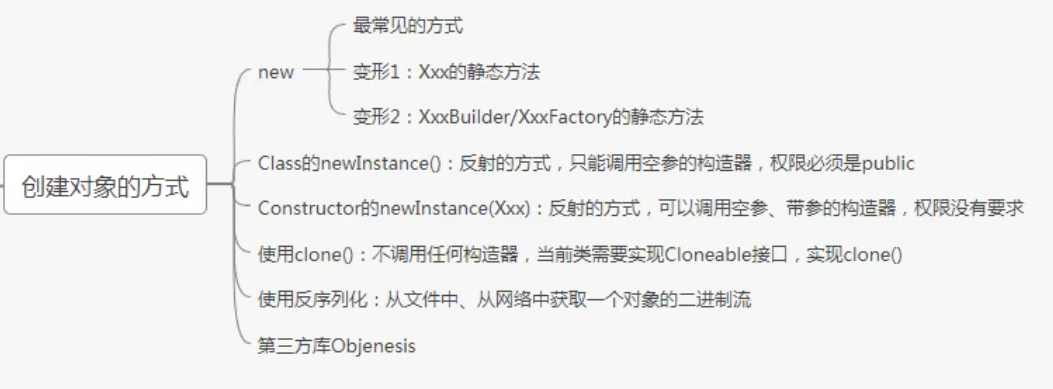 最常见的方式
new
变形1：Xxx的静态方法
变形2：XxxBuilder/XxxFactory的静态方法
Class的newInstance()：反射的方式，只能调用空参的构造器，权限必须是public
创建对象的方式
Constructor的newInstance(Xxx)：反射的方式，可以调用空参、带参的构造器，权限没有要求
使用clone()：不调用任何构造器，当前类需要实现Cloneable接口，实现clone()
使用反序列化：从文件中、从网络中获取一个对象的二进制流
第三方库Objenesis